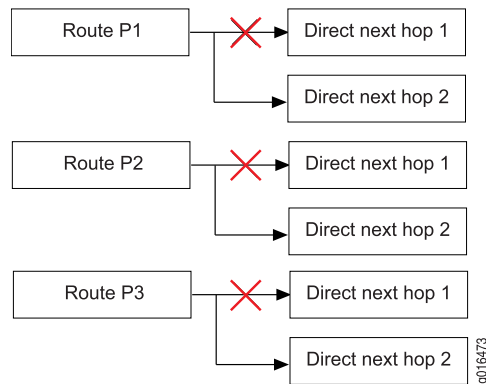 Route P1
Direct next hop 1
Direct next hop 2
Route P2
Direct next hop 1
Direct next hop 2
Route P3
Direct next hop 1
Direct next hop 2
g016473